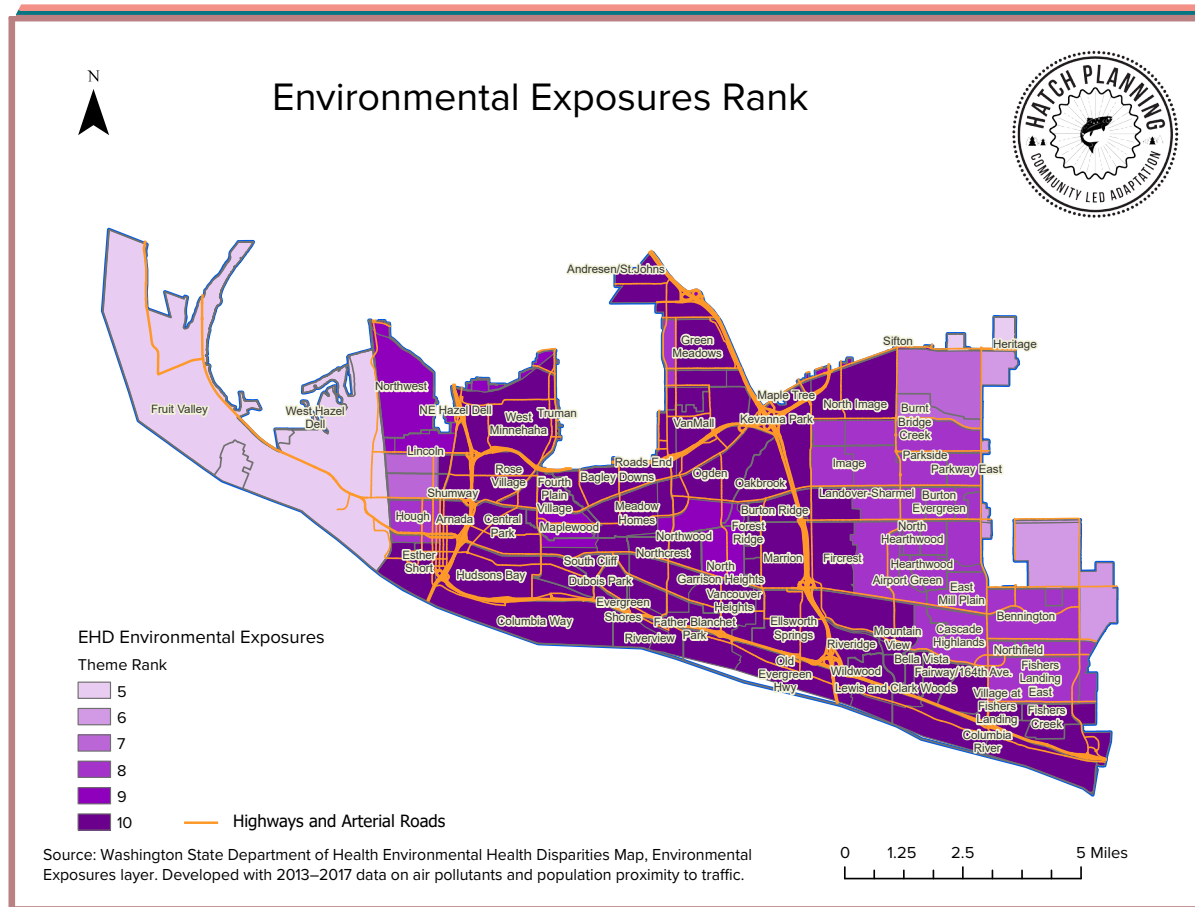 N
Environmental Exposures Rank
HATCH PLANNING
COMMUNITY LED ADAPTATION
Andresen/St Johns
Green
Meadows
Sifton
Heritage
Northwest
Fruit Valley
West Hazel
Dell
NE Hazel Dell
West
Minnehaha
Truman
Maple Tree
Kevanna Park
North Image
Burnt
Bridge
Creek
VanMall
Lincoln
Parkside
Parkway East
Image
Roads End
Rose
Village
Fourth
Plain
Village
Bagley Downs
Ogden
Oakbrook
Shumway
Landover-Sharmel
Burton
Evergreen
Hough
Arnada
Central
Park
Maplewood
Meadow
Homes
Burton Ridge
Forest
Ridge
Northwood
North
Hearthwood
Esther
Short
Hudsons Bay
South Cliff
Northcrest
North
Garrison Heights
Marrion
Fircrest
Hearthwood
Airport Green
East
Mill Plain
Dubois Park
Vancouver
Heights
Evergreen
Shores
Columbia Way
Riverview
Father Blanchet
Park
Ellsworth
Springs
Mountain
View
Cascade
Highlands
Bennington
Riveridge
Bella Vista
Northfield
Old
Evergreen
Hwy
Wildwood
Fairway/164th Ave.
Fishers
Landing
East
Lewis and Clark Woods
Village at
Fishers
Landing
Fishers
Creek
Columbia
River
EHD Environmental Exposures
Theme Rank
5
6
7
8
9
10
Highways and Arterial Roads
Source: Washington State Department of Health Environmental Health Disparities Map, Environmental
Exposures layer. Developed with 2013–2017 data on air pollutants and population proximity to traffic.
0 1.25 2.5 5 Miles